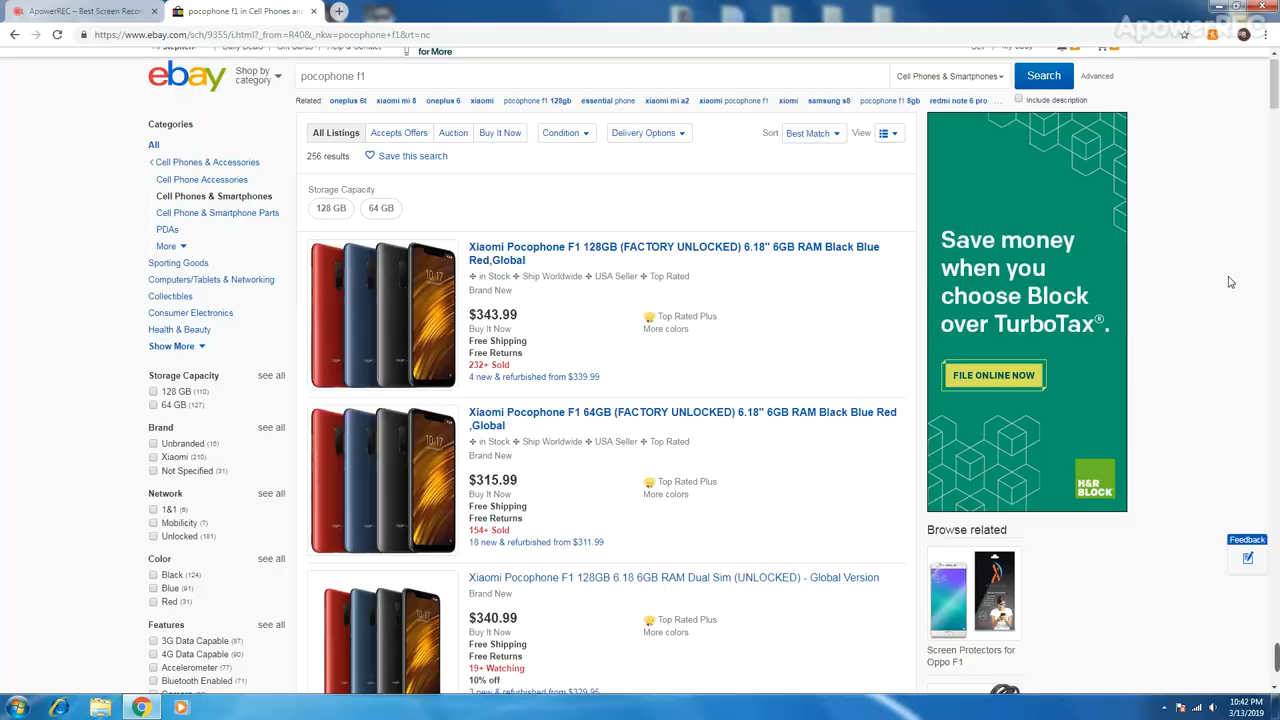 ApowerREC – Best Screen Recor
pocophone f1 in Cell Phones and
ApowerREC
https://www.ebay.com/sch/9355/i.html?_from=R40&_nkw=pocophone+f1&rt=nc
for More
ebay
Shop by
category
pocophone f1
Cell Phones & Smartphones
Search
Advanced
Related: oneplus 6t xiaomi mi 8 oneplus 6 xiaomi pocophone f1 128gb essential phone xiaomi mi a2 xiaomi pocophone f1 xiomi samsung s8 pocophone f1 8gb redmi note 6 pro ...
Include description
Categories
All
Cell Phones & Accessories
Cell Phone Accessories
Cell Phones & Smartphones
Cell Phone & Smartphone Parts
PDAs
More
Sporting Goods
Computers/Tablets & Networking
Collectibles
Consumer Electronics
Health & Beauty
Show More
Storage Capacity see all
128 GB (110)
64 GB (127)
Brand see all
Unbranded (15)
Xiaomi (210)
Not Specified (31)
Network see all
1&1 (6)
Mobilicity (7)
Unlocked (181)
Color see all
Black (124)
Blue (91)
Red (31)
Features see all
3G Data Capable (87)
4G Data Capable (90)
Accelerometer (77)
Bluetooth Enabled (71)
All Listings Accepts Offers Auction Buy It Now Condition Delivery Options Sort Best Match View
256 results Save this search
Storage Capacity
128 GB 64 GB
Xiaomi Pocophone F1 128GB (FACTORY UNLOCKED) 6.18" 6GB RAM Black Blue
Red,Global
✤ in Stock ✤ Ship Worldwide ✤ USA Seller ✤ Top Rated
Brand New
$343.99
Top Rated Plus
Buy It Now
More colors
Free Shipping
Free Returns
232+ Sold
4 new & refurbished from $339.99
Xiaomi Pocophone F1 64GB (FACTORY UNLOCKED) 6.18" 6GB RAM Black Blue Red
,Global
✤ in Stock ✤ Ship Worldwide ✤ USA Seller ✤ Top Rated
Brand New
$315.99
Top Rated Plus
Buy It Now
More colors
Free Shipping
Free Returns
154+ Sold
18 new & refurbished from $311.99
Xiaomi Pocophone F1 128GB 6.18 6GB RAM Dual Sim (UNLOCKED) - Global Version
Brand New
$340.99
Top Rated Plus
Buy It Now
More colors
Free Shipping
Free Returns
19+ Watching
10% off
3 new & refurbished from $329.95
Save money
when you
choose Block
over TurboTax®.
FILE ONLINE NOW
H&R
BLOCK
Browse related
Screen Protectors for
Oppo F1
Feedback
10:42 PM
3/13/2019